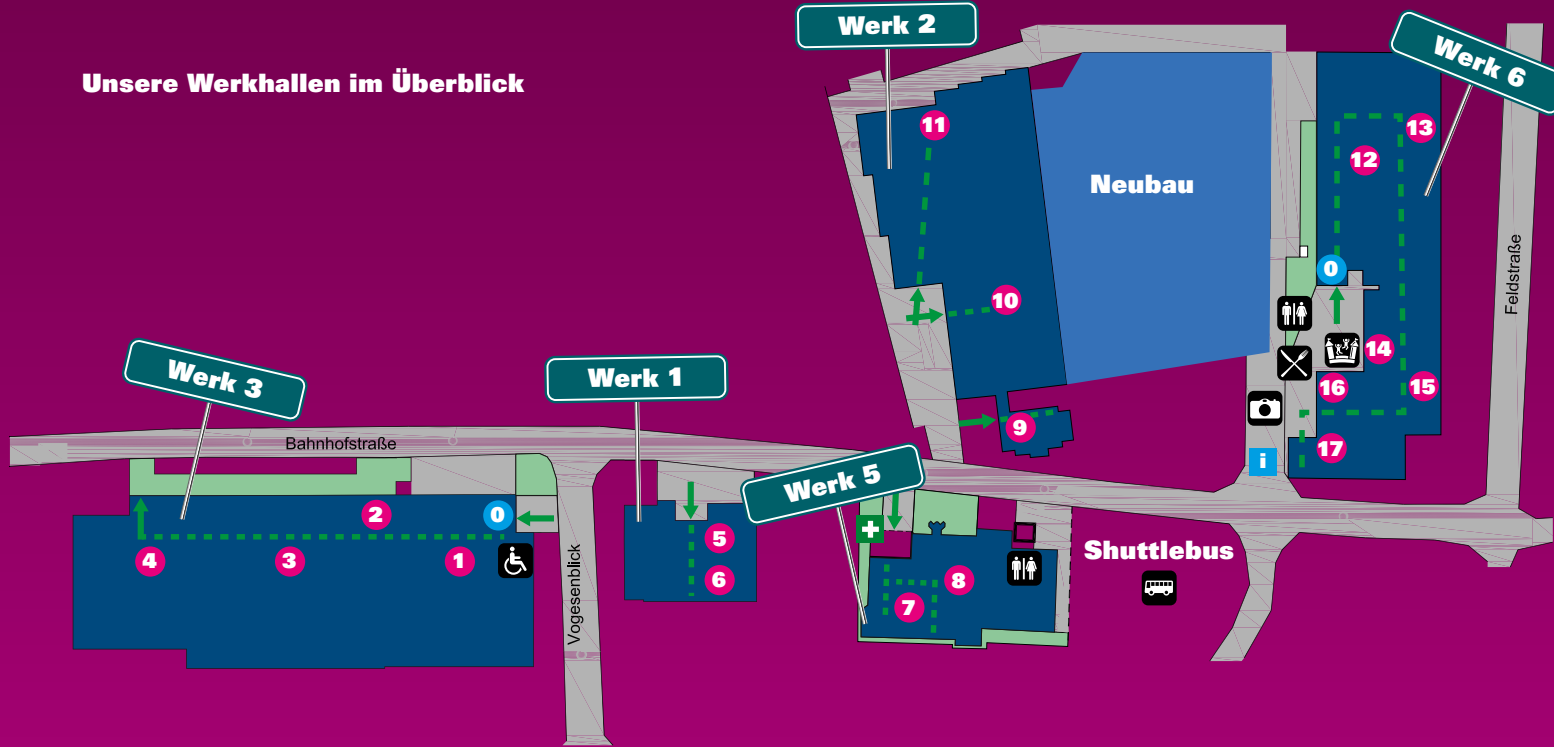 Unsere Werkhallen im Überblick
Werk 2
Werk 6
11
13
12
Neubau
0
Feldstraße
10
14
16
15
Werk 3
Werk 1
9
17
Bahnhofstraße
i
Werk 5
2
0
5
Shuttlebus
4
3
1
6
8
7
Vogesenblick